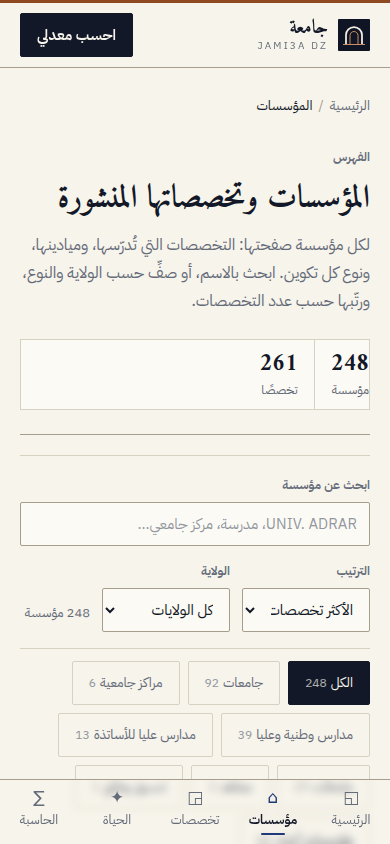 جامعة
JAMI3A DZ
احسب معدلي
الرئيسية / المؤسسات
الفهرس
المؤسسات وتخصصاتها المنشورة
لكل مؤسسة صفحتها: التخصصات التي تُدرّسها، وميادينها،
ونوع كل تكوين. ابحث بالاسم، أو صفِّ حسب الولاية والنوع،
ورتّبها حسب عدد التخصصات.
248
مؤسسة
261
تخصصًا
ابحث عن مؤسسة
UNIV. ADRAR، مدرسة، مركز جامعي...
الترتيب
الولاية
الأكثر تخصصات
كل الولايات
248 مؤسسة
الكل 248
جامعات 92
مراكز جامعية 6
مدارس وطنية وعليا 39
مدارس عليا للأساتذة 13
الرئيسية
مؤسسات
تخصصات
الحياة
الحاسبة